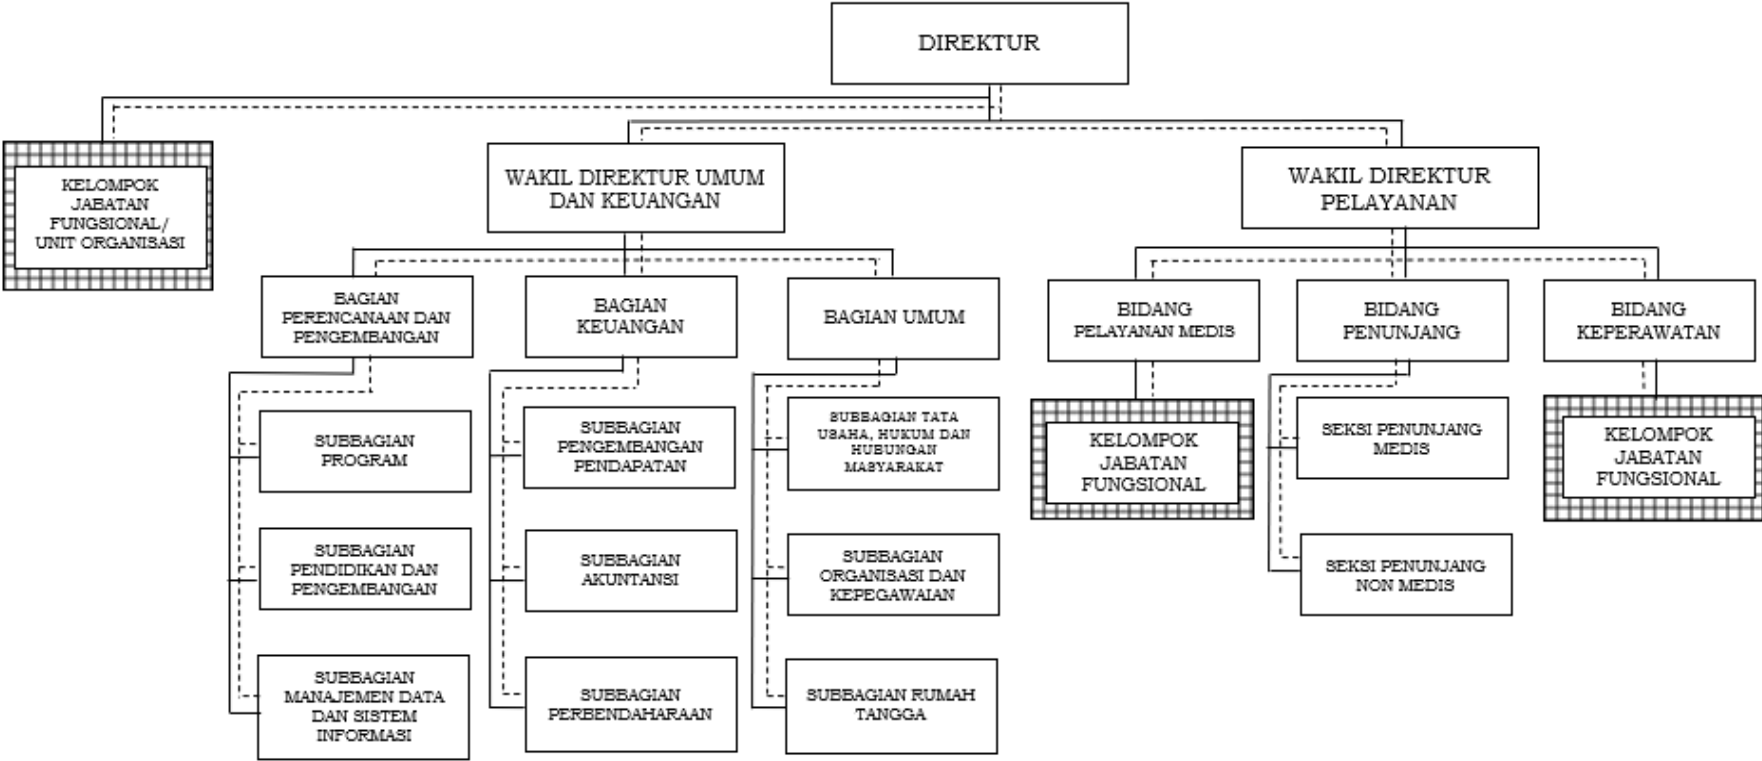 DIREKTUR
KELOMPOK
JABATAN
FUNGSIONAL/
UNIT ORGANISASI
WAKIL DIREKTUR UMUM
DAN KEUANGAN
WAKIL DIREKTUR
PELAYANAN
BAGIAN
PERENCANAAN DAN
PENGEMBANGAN
BAGIAN
KEUANGAN
BAGIAN UMUM
BIDANG
PELAYANAN MEDIS
BIDANG
PENUNJANG
BIDANG
KEPERAWATAN
SUBBAGIAN
PROGRAM
SUBBAGIAN
PENGEMBANGAN
PENDAPATAN
SUBBAGIAN TATA
USAHA, HUKUM DAN
HUBUNGAN
MASYARAKAT
KELOMPOK
JABATAN
FUNGSIONAL
SEKSI PENUNJANG
MEDIS
KELOMPOK
JABATAN
FUNGSIONAL
SUBBAGIAN
PENDIDIKAN DAN
PENGEMBANGAN
SUBBAGIAN
AKUNTANSI
SUBBAGIAN
ORGANISASI DAN
KEPEGAWAIAN
SEKSI PENUNJANG
NON MEDIS
SUBBAGIAN
MANAJEMEN DATA
DAN SISTEM
INFORMASI
SUBBAGIAN
PERBENDAHARAAN
SUBBAGIAN RUMAH
TANGGA